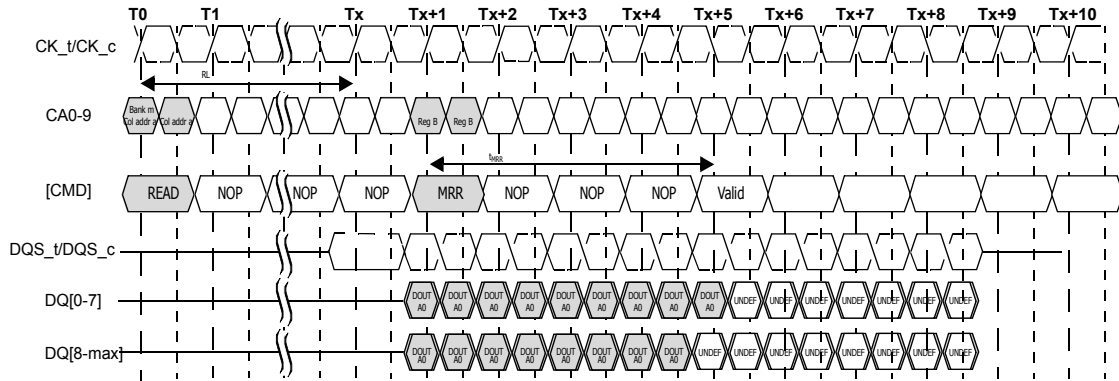 T0 T1 Tx Tx+1 Tx+2 Tx+3 Tx+4 Tx+5 Tx+6 Tx+7 Tx+8 Tx+9 Tx+10
CK_t/CK_c
RL
CA0-9 Bank m Col addr a Col addr a Reg B Reg B
tMRR
[CMD] READ NOP NOP NOP MRR NOP NOP NOP Valid
DQS_t/DQS_c
DQ[0-7] DOUT A0 DOUT A0 DOUT A0 DOUT A0 DOUT A0 DOUT A0 DOUT A0 DOUT A0 DOUT A0 UNDEF UNDEF UNDEF UNDEF UNDEF UNDEF UNDEF
DQ[8-max] DOUT A0 DOUT A0 DOUT A0 DOUT A0 DOUT A0 DOUT A0 DOUT A0 DOUT A0 UNDEF UNDEF UNDEF UNDEF UNDEF UNDEF UNDEF UNDEF